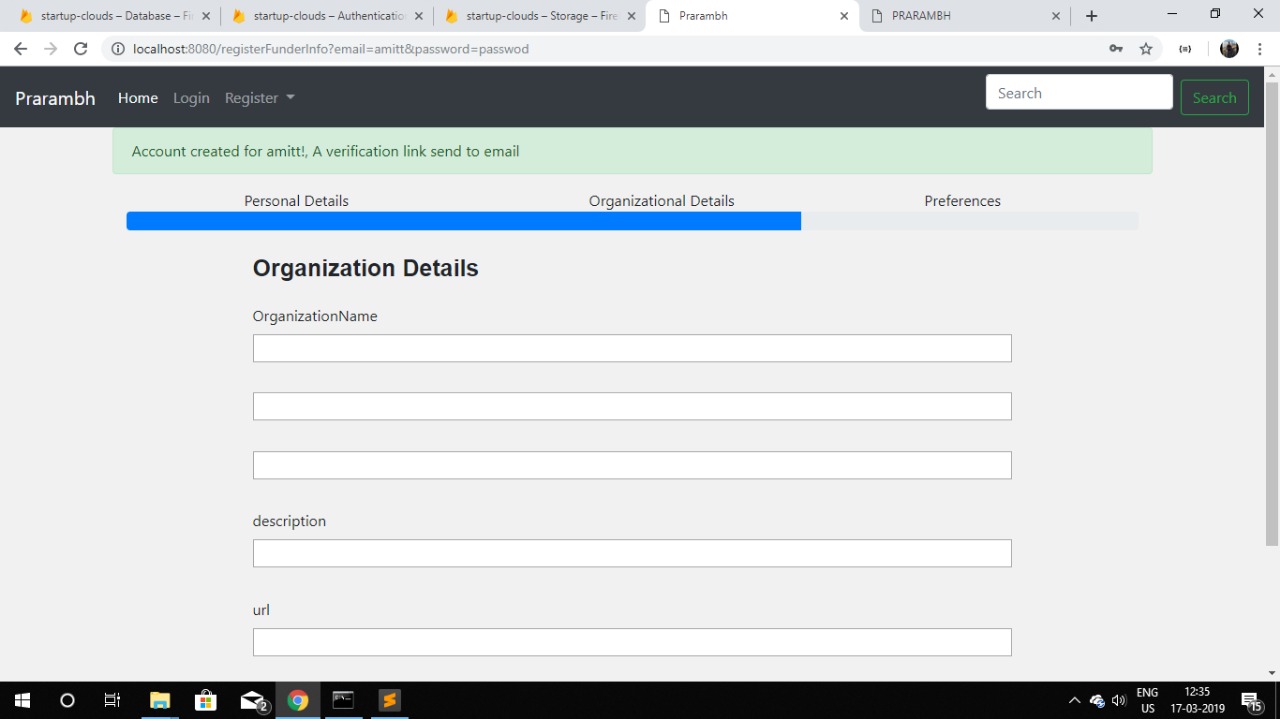 startup-clouds – Database – Fi
startup-clouds – Authenticatio
startup-clouds – Storage – Fire
Prarambh
PRARAMBH
localhost:8080/registerFunderInfo?email=amitt&password=passwod
Prarambh Home Login Register Search Search
Account created for amitt!, A verification link send to email
Personal Details Organizational Details Preferences
Organization Details
OrganizationName
description
url
2
ENG
US
12:35
17-03-2019
15